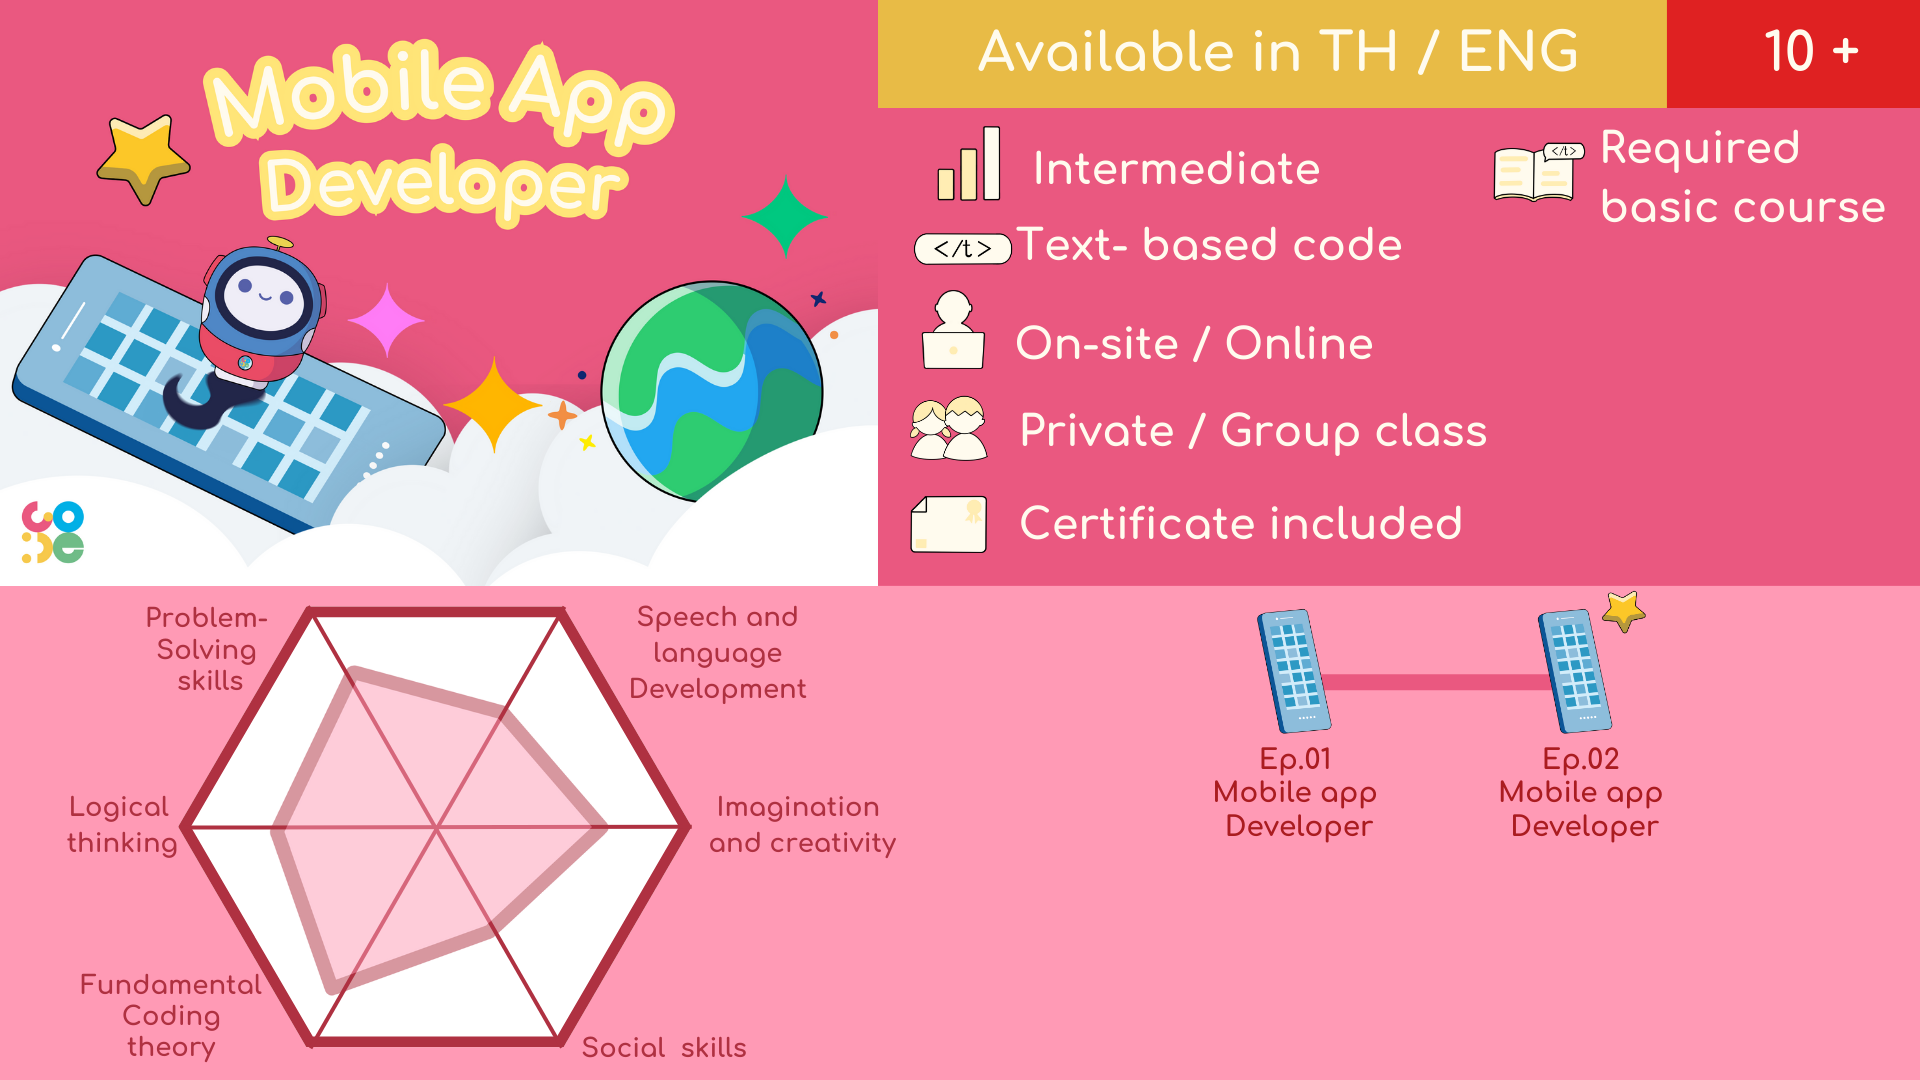 Mobile App
Developer
CODE
Available in TH / ENG
10 +
Intermediate
Required
basic course
</t>
</t>
Text- based code
On-site / Online
Private / Group class
Certificate included
Problem-
Solving
skills
Speech and
language
Development
Logical
thinking
Imagination
and creativity
Fundamental
Coding
theory
Social skills
Ep.01
Mobile app
Developer
Ep.02
Mobile app
Developer